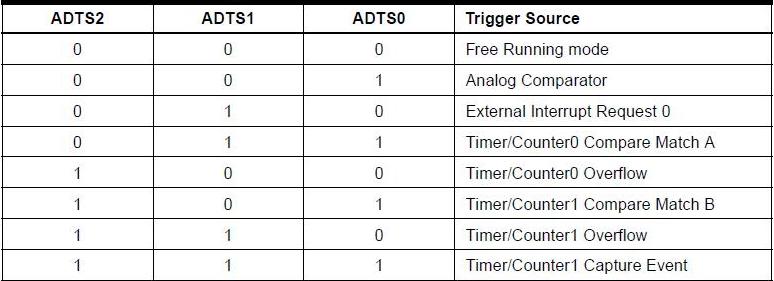 ADTS2 ADTS1 ADTS0 Trigger Source
0 0 0 Free Running mode
0 0 1 Analog Comparator
0 1 0 External Interrupt Request 0
0 1 1 Timer/Counter0 Compare Match A
1 0 0 Timer/Counter0 Overflow
1 0 1 Timer/Counter1 Compare Match B
1 1 0 Timer/Counter1 Overflow
1 1 1 Timer/Counter1 Capture Event